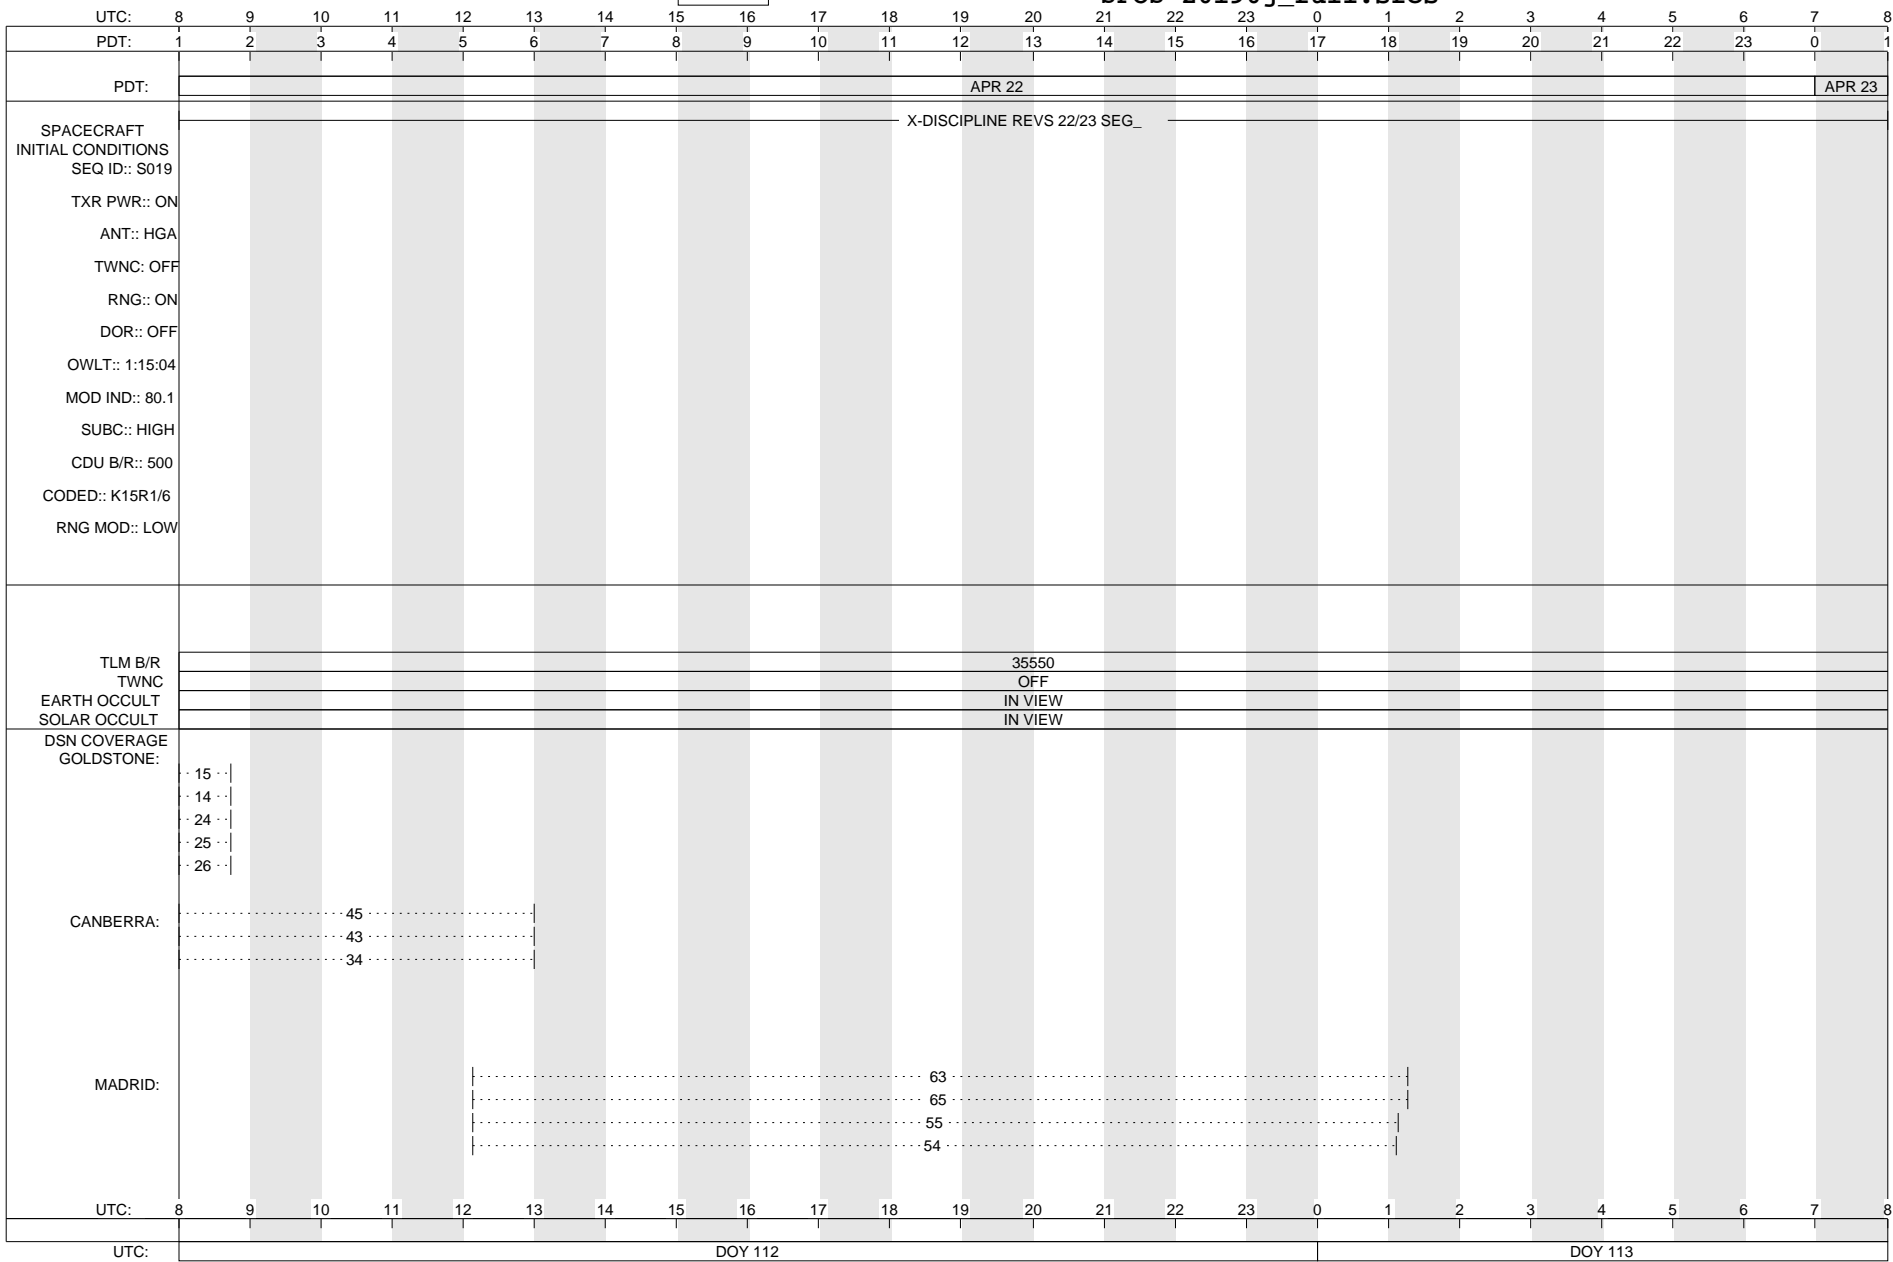 UTC: 8 9 10 11 12 13 14 15 16 17 18 19 20 21 22 23 0 1 2 3 4 5 6 7 8
PDT: 1 2 3 4 5 6 7 8 9 10 11 12 13 14 15 16 17 18 19 20 21 22 23 0 1
PDT: APR 22 APR 23
X-DISCIPLINE REVS 22/23 SEG_
SPACECRAFT
INITIAL CONDITIONS
SEQ ID:: S019
TXR PWR:: ON
ANT:: HGA
TWNC: OFF
RNG:: ON
DOR:: OFF
OWLT:: 1:15:04
MOD IND:: 80.1
SUBC:: HIGH
CDU B/R:: 500
CODED:: K15R1/6
RNG MOD:: LOW
TLM B/R 35550
TWNC OFF
EARTH OCCULT IN VIEW
SOLAR OCCULT IN VIEW
DSN COVERAGE
GOLDSTONE:
15
14
24
25
26
CANBERRA:
45
43
34
MADRID:
63
65
55
54
UTC: 8 9 10 11 12 13 14 15 16 17 18 19 20 21 22 23 0 1 2 3 4 5 6 7 8
UTC: DOY 112 DOY 113